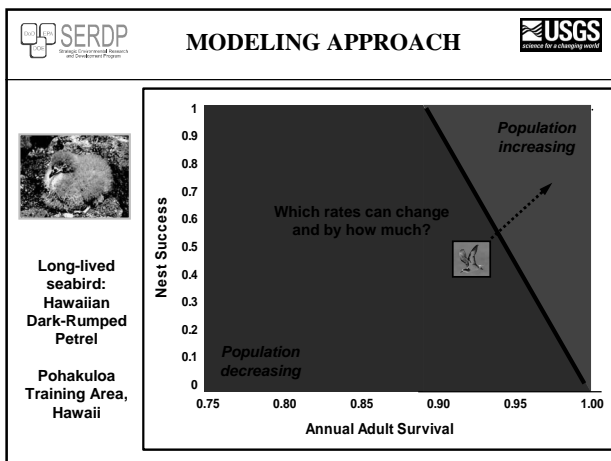 DoD EPA
DOE
SERDP
Strategic Environmental Research
and Development Program
MODELING APPROACH
USGS
science for a changing world
Long-lived
seabird:
Hawaiian
Dark-Rumped
Petrel
Pohakuloa
Training Area,
Hawaii
Nest Success
1
0.9
0.8
0.7
0.6
0.5
0.4
0.3
0.2
0.1
0
Population
increasing
Which rates can change
and by how much?
Population
decreasing
0.75 0.80 0.85 0.90 0.95 1.00
Annual Adult Survival